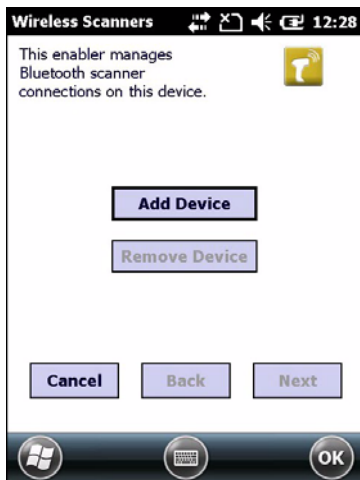 Wireless Scanners 12:28
This enabler manages
Bluetooth scanner
connections on this device.
Add Device
Remove Device
Cancel Back Next
OK